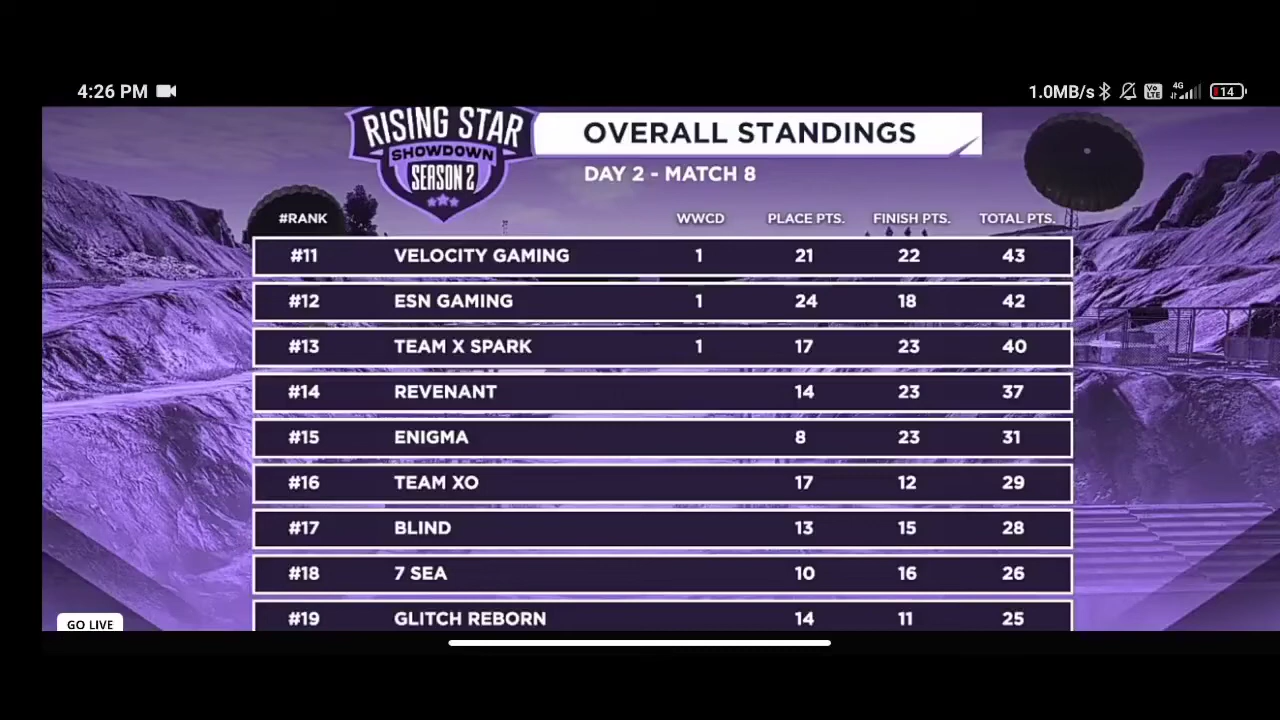 4:26 PM
1.0MB/s Vo LTE 4G 14
RISING STAR
SHOWDOWN
SEASON 2
OVERALL STANDINGS
DAY 2 - MATCH 8
#RANK WWCD PLACE PTS. FINISH PTS. TOTAL PTS.
#11 VELOCITY GAMING 1 21 22 43
#12 ESN GAMING 1 24 18 42
#13 TEAM X SPARK 1 17 23 40
#14 REVENANT 14 23 37
#15 ENIGMA 8 23 31
#16 TEAM XO 17 12 29
#17 BLIND 13 15 28
#18 7 SEA 10 16 26
#19 GLITCH REBORN 14 11 25
GO LIVE